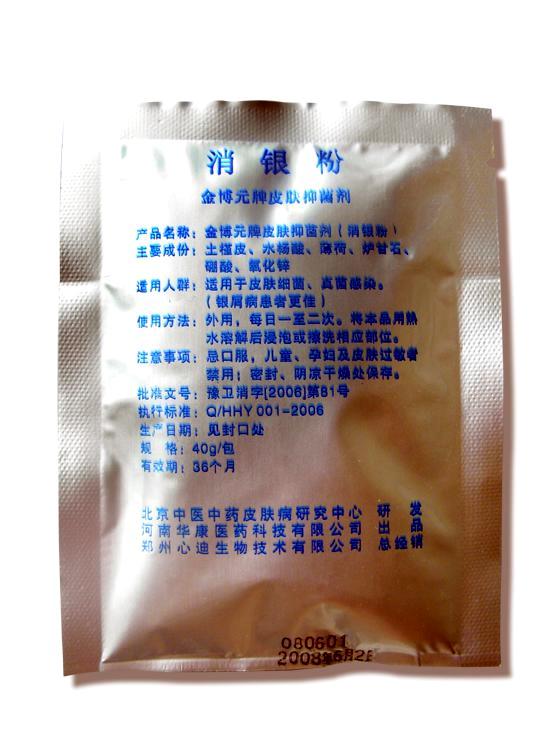 消银粉
金博元牌皮肤抑菌剂
产品名称：金博元牌皮肤抑菌剂（消银粉）
主要成份：土槿皮、水杨酸、薄荷、炉甘石、
硼酸、氧化锌
适用人群：适用于皮肤细菌、真菌感染。
（银屑病患者更佳）
使用方法：外用，每日一至二次。将本品用热
水溶解后浸泡或擦洗相应部位。
注意事项：忌口服，儿童、孕妇及皮肤过敏者
禁用；密封、阴凉干燥处保存。
批准文号：豫卫消字[2006]第81号
执行标准：Q/HHY 001-2006
生产日期：见封口处
规 格：40g/包
有效期：36个月
北京中医中药皮肤病研究中心 研 发
河南华康医药科技有限公司 出 品
郑州心迪生物技术有限公司 总经销
080601
2008年6月2日